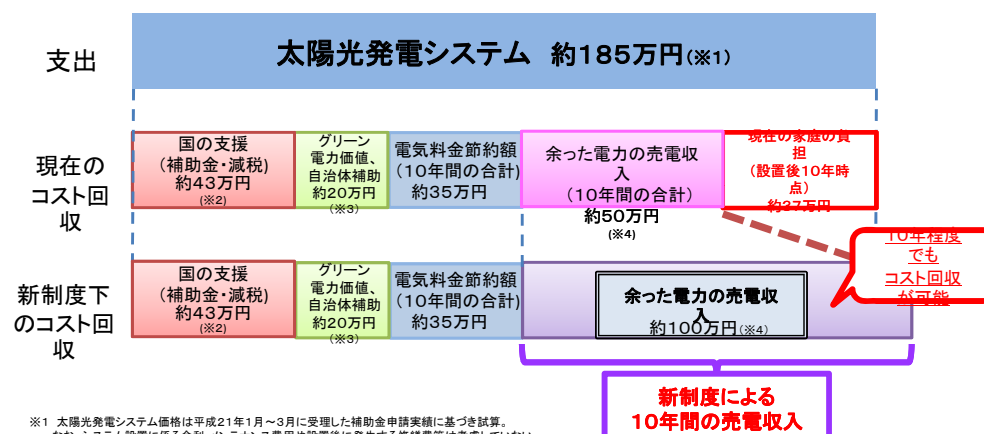 支出
太陽光発電システム 約185万円(※1)
現在の
コスト回
収
国の支援
(補助金・減税)
約43万円
(※2)
グリーン
電力価値、
自治体補助
約20万円
(※3)
電気料金節約額
(10年間の合計)
約35万円
余った電力の売電収
入
(10年間の合計)
約50万円
(※4)
現在の家庭の負
担
(設置後10年時
点)
約37万円
10年程度
でも
コスト回収
が可能
新制度下
のコスト回
収
国の支援
(補助金・減税)
約43万円
(※2)
グリーン
電力価値、
自治体補助
約20万円
(※3)
電気料金節約額
(10年間の合計)
約35万円
余った電力の売電収
入
約100万円(※4)
新制度による
10年間の売電収入
※1 太陽光発電システム価格は平成21年1月~3月に受理した補助金申請実績に基づき試算。